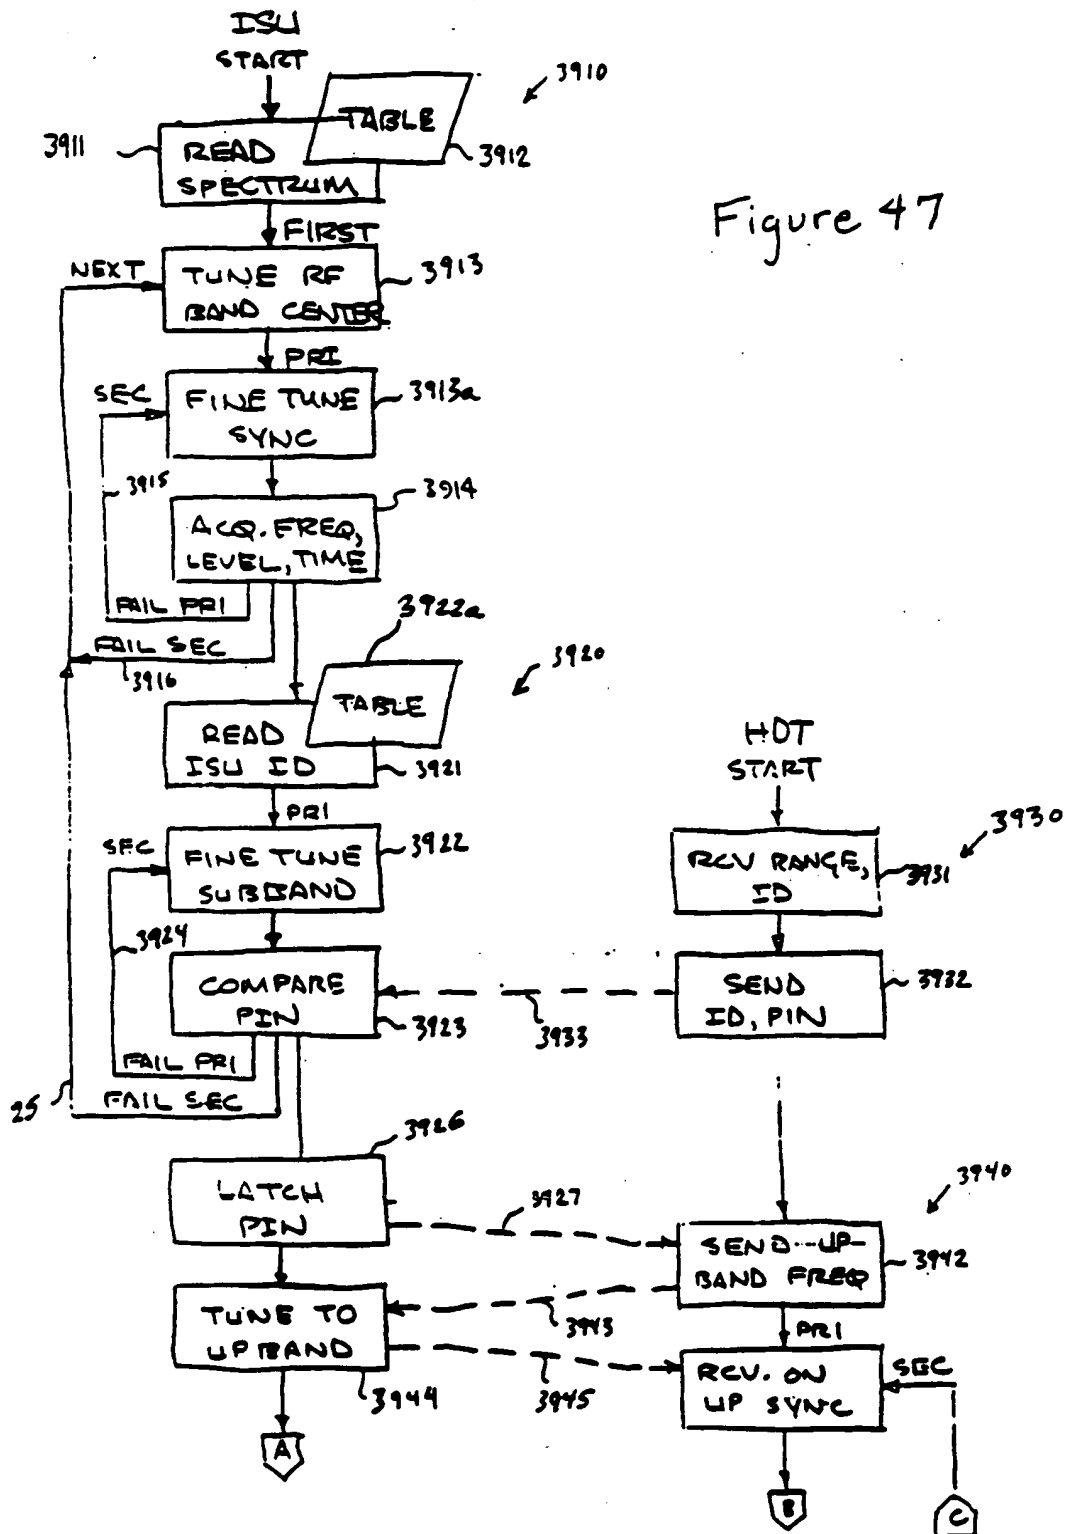 ISU
START
3910
TABLE
3911
READ
SPECTRUM
3912
Figure 47
FIRST
NEXT
TUNE RF
BAND CENTER
3913
PRI
SEC
FINE TUNE
SYNC
3913a
3915
3914
ACQ. FREQ,
LEVEL, TIME
FAIL PRI
FAIL SEC
3916
3922a
3920
TABLE
READ
ISU ID
3921
HDT
START
PRI
SEC
FINE TUNE
SUBBAND
3922
3930
RCV RANGE,
ID
3931
3924
COMPARE
PIN
3923
3933
SEND
ID, PIN
3932
FAIL PRI
FAIL SEC
25
3926
LATCH
PIN
3927
3940
SEND UP-
BAND FREQ
3942
TUNE TO
UPBAND
3943
PRI
3944
3945
RCV. ON
UP SYNC
SEC
A
B
C